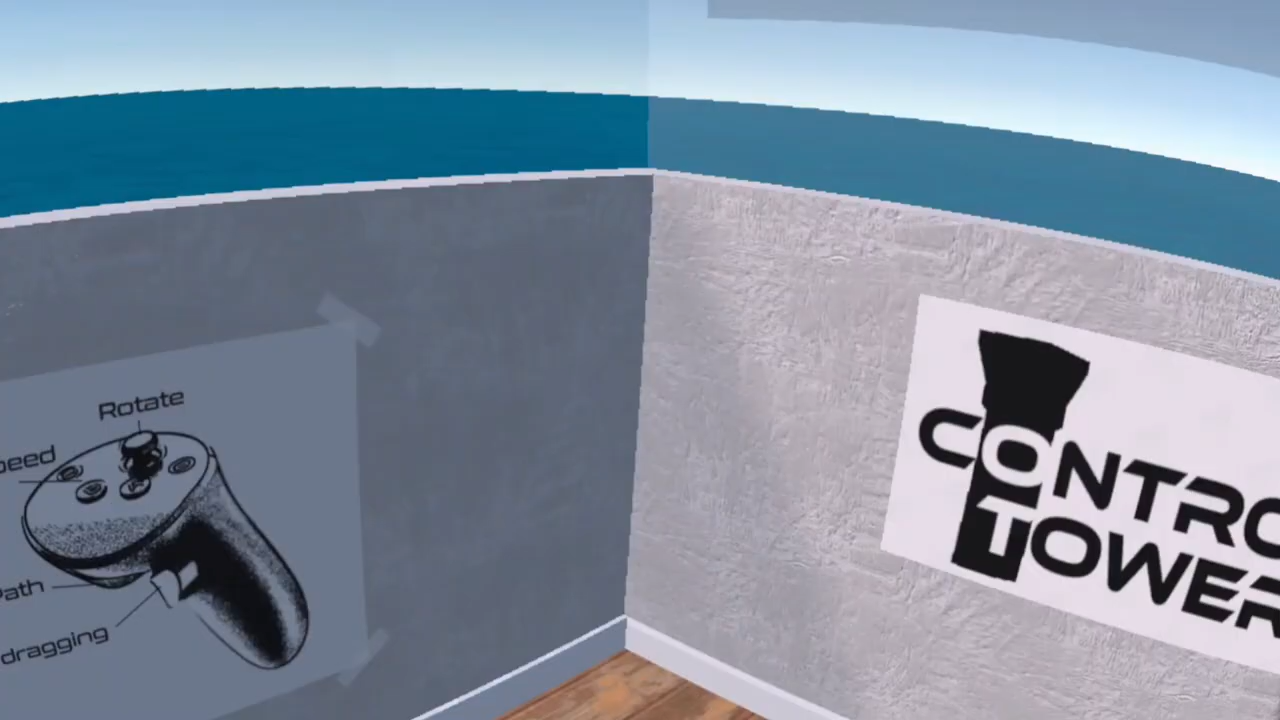 Rotate
peed
Path
dragging
CONTRO
TOWER